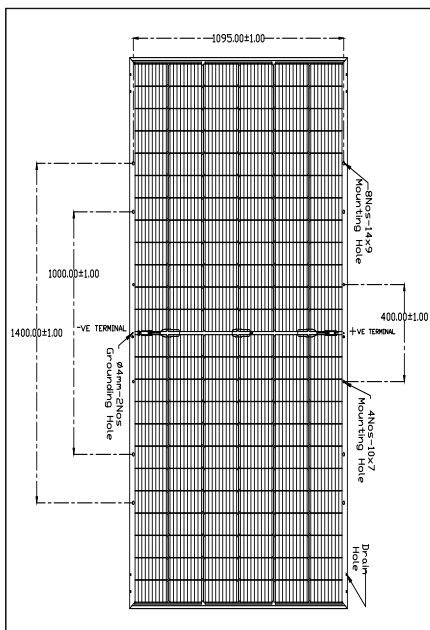 1095.00±1.00
8Nos-14x9
Mounting Hole
1000.00±1.00
400.00±1.00
1400.00±1.00
-VE TERMINAL
+VE TERMINAL
Ø4mm-2Nos
Grounding Hole
4Nos-10x7
Mounting Hole
Drain
Hole